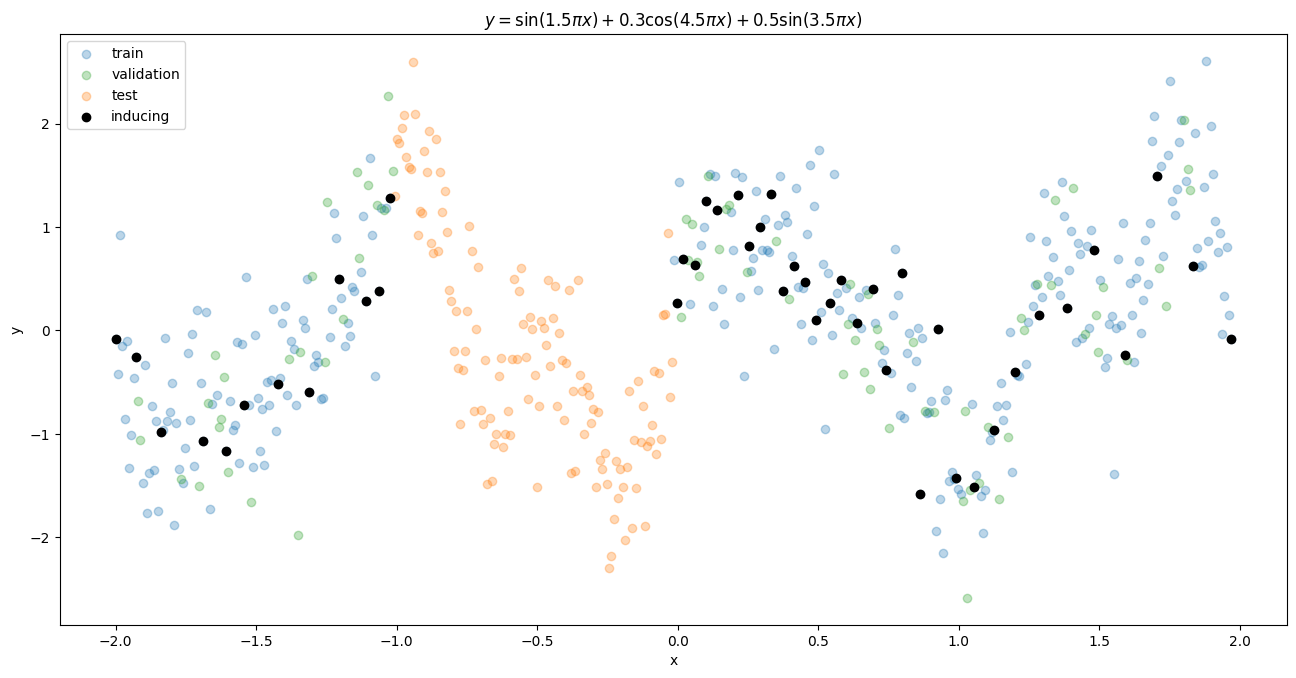 y = sin(1.5πx) + 0.3cos(4.5πx) + 0.5sin(3.5πx)
train
validation
test
inducing
y
2
1
0
−1
−2
−2.0 −1.5 −1.0 −0.5 0.0 0.5 1.0 1.5 2.0
x